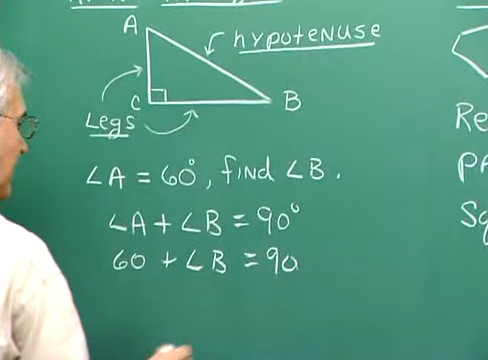 A
hypotenuse
C
B
Legs
∠A = 60°, find ∠B.
∠A + ∠B = 90°
60 + ∠B = 90
Re
PA
Sq